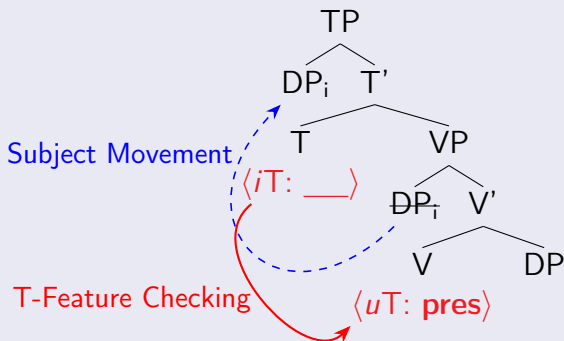 TP
DPi T'
T VP
Subject Movement
⟨iT: ___⟩
DPi V'
V DP
T-Feature Checking
⟨uT: pres⟩